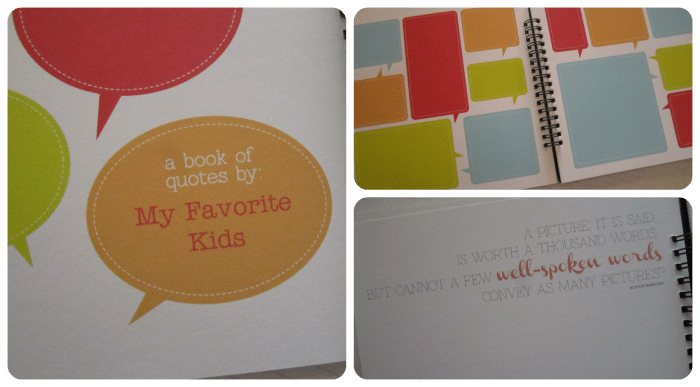 a book of
quotes by:
My Favorite
Kids
A PICTURE, IT IS SAID,
IS WORTH A THOUSAND WORDS,
BUT CANNOT A FEW well-spoken words
CONVEY AS MANY PICTURES?